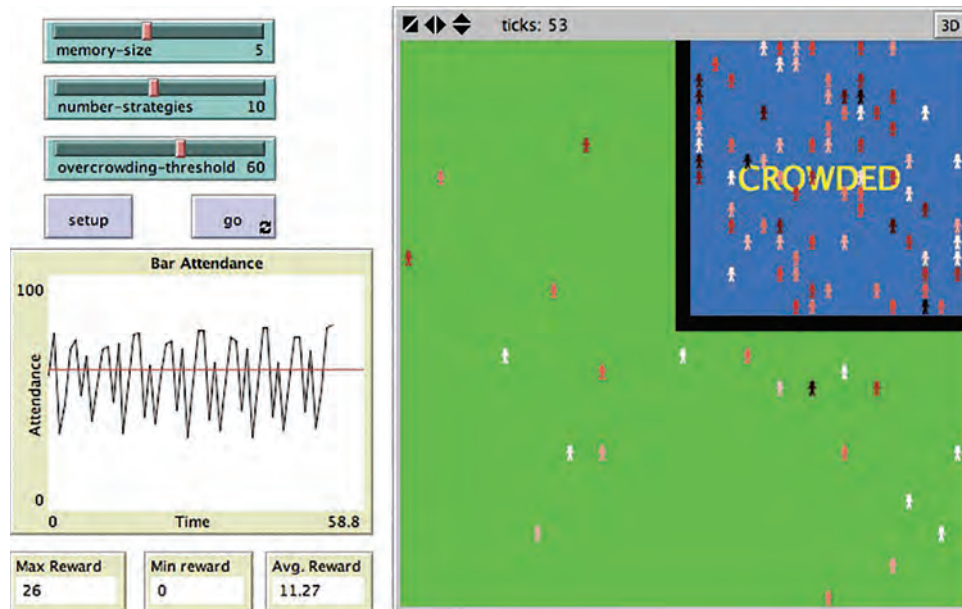 memory-size 5
number-strategies 10
overcrowding-threshold 60
setup
go
Bar Attendance
100
Attendance
0
0 Time 58.8
Max Reward
26
Min reward
0
Avg. Reward
11.27
ticks: 53
3D
CROWDED